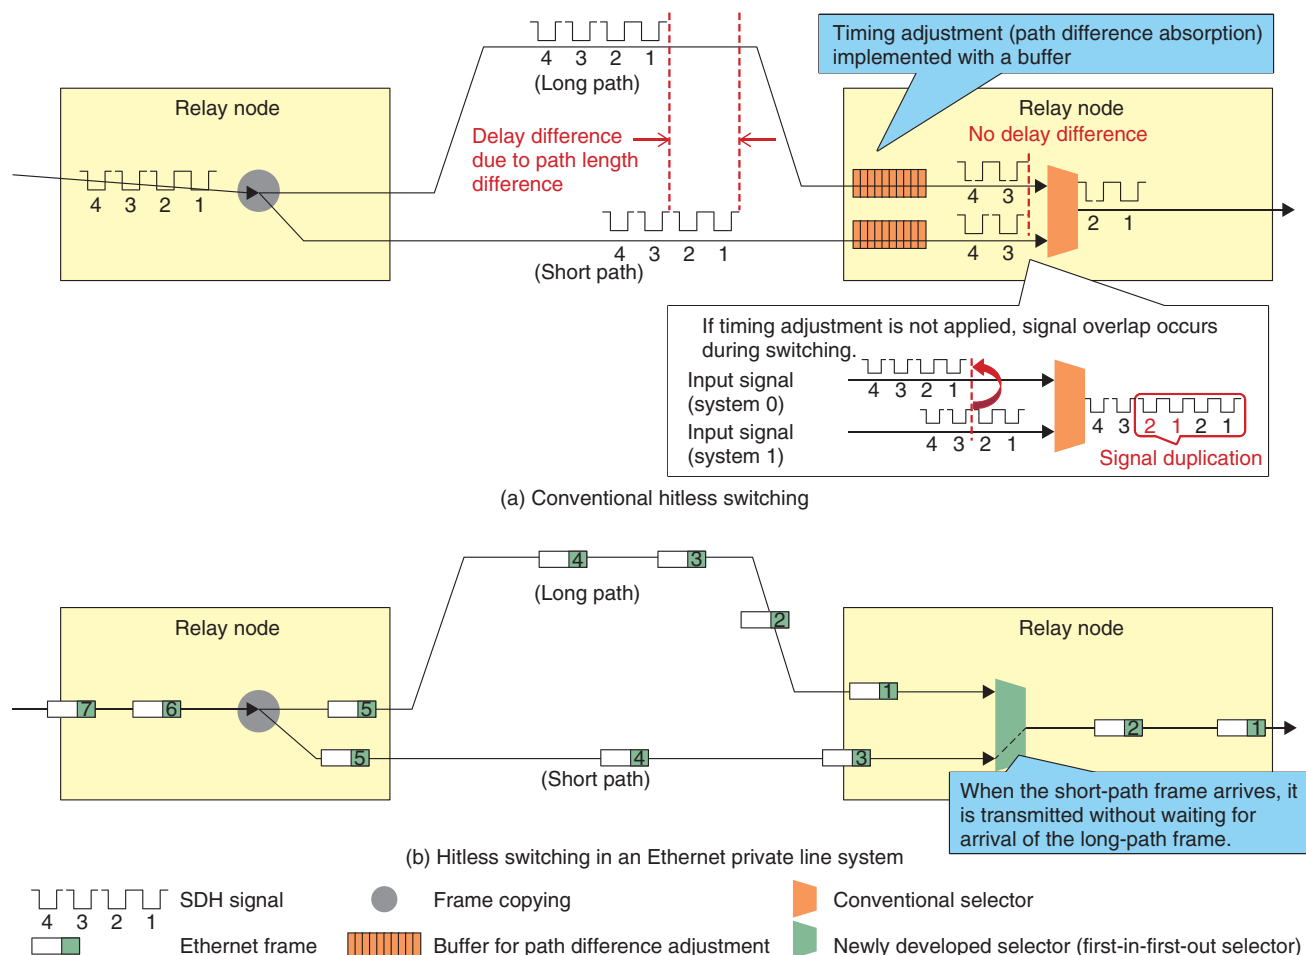 4 3 2 1
(Long path)
Timing adjustment (path difference absorption)
implemented with a buffer
Relay node
Delay difference
due to path length
difference
Relay node
No delay difference
4 3 2 1
4 3
2 1
4 3 2 1
4 3
(Short path)
If timing adjustment is not applied, signal overlap occurs
during switching.
Input signal
(system 0)
4 3 2 1
Input signal
(system 1)
4 3 2 1
4 3 2 1 2 1
Signal duplication
(a) Conventional hitless switching
4 3
(Long path)
2
Relay node
Relay node
1
7 6 5
2 1
5 4 3
(Short path)
When the short-path frame arrives, it
is transmitted without waiting for
arrival of the long-path frame.
(b) Hitless switching in an Ethernet private line system
4 3 2 1
SDH signal
Frame copying
Conventional selector
Ethernet frame
Buffer for path difference adjustment
Newly developed selector (first-in-first-out selector)